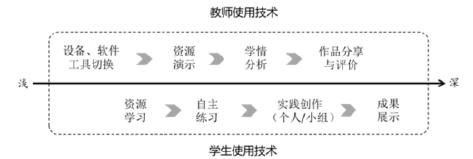 教师使用技术
设备、软件 资源 学情 作品分享
工具切换 演示 分析 与评价
浅 深
资源 自主 实践创作 成果
学习 练习 （个人/小组） 展示
学生使用技术